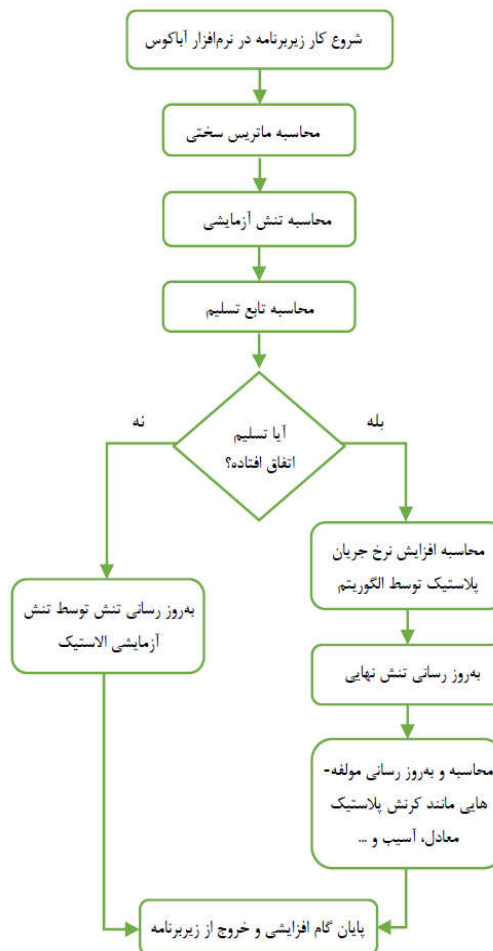 شروع کار زیربرنامه در نرم‌افزار آباکوس
محاسبه ماتریس سختی
محاسبه تنش آزمایشی
محاسبه تابع تسلیم
آیا تسلیم
اتفاق افتاده؟
بله
نه
محاسبه افزایش نرخ جریان
پلاستیک توسط الگوریتم
به‌روز رسانی تنش نهایی
محاسبه و به‌روز رسانی مولفه-
هایی مانند کرنش پلاستیک
معادل، آسیب و ...
به‌روز رسانی تنش توسط تنش
آزمایشی الاستیک
پایان گام افزایشی و خروج از زیربرنامه